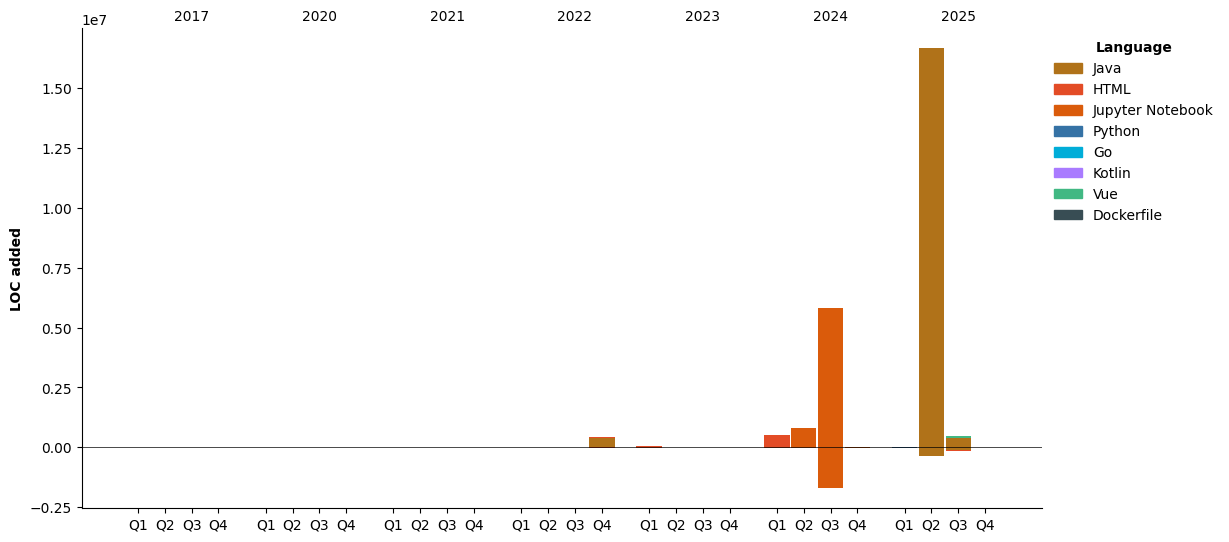 1e7
2017 2020 2021 2022 2023 2024 2025
Language
Java
HTML
Jupyter Notebook
Python
Go
Kotlin
Vue
Dockerfile
LOC added
1.50
1.25
1.00
0.75
0.50
0.25
0.00
−0.25
Q1 Q2 Q3 Q4 Q1 Q2 Q3 Q4 Q1 Q2 Q3 Q4 Q1 Q2 Q3 Q4 Q1 Q2 Q3 Q4 Q1 Q2 Q3 Q4 Q1 Q2 Q3 Q4